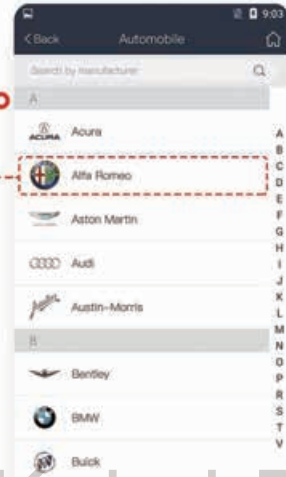 9:03
< Back Automobile
Search by manufacturer
A
ACURA Acura
Alfa Romeo
Aston Martin
Audi
Austin-Morris
B
Bentley
BMW
Buick
A
B
C
D
E
F
G
H
I
J
K
L
M
N
O
P
R
S
T
V